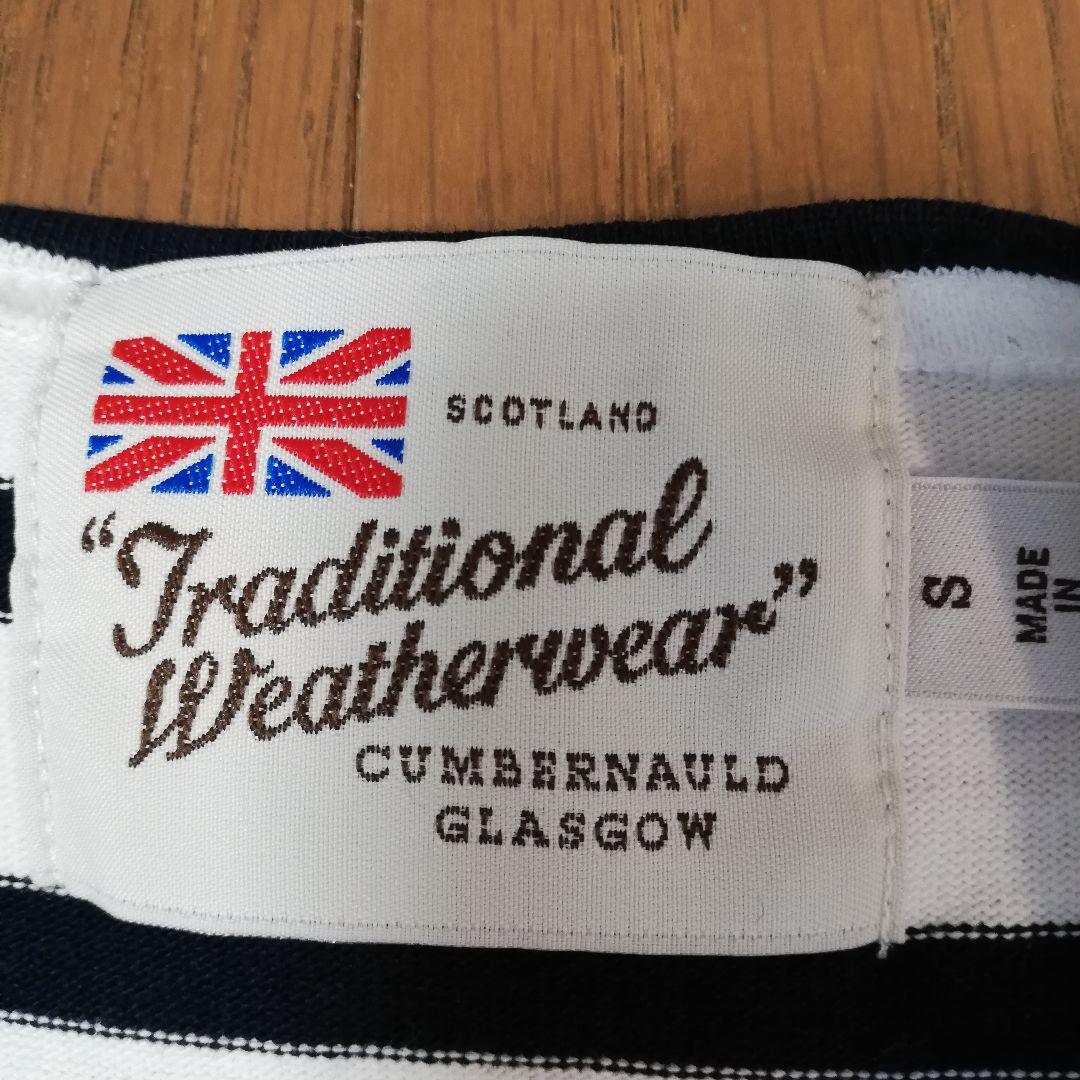 SCOTLAND
“Traditional
Weatherwear”
CUMBERNAULD
GLASGOW
S
MADE
IN